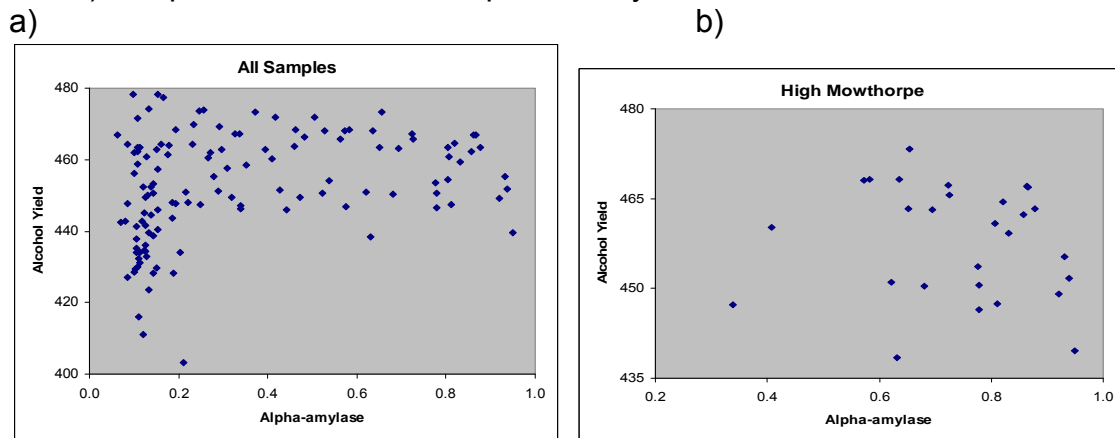 a)
b)
All Samples
480
460
440
420
400
Alcohol Yield
0.0 0.2 0.4 0.6 0.8 1.0
Alpha-amylase
High Mowthorpe
480
465
450
435
Alcohol Yield
0.2 0.4 0.6 0.8 1.0
Alpha-amylase